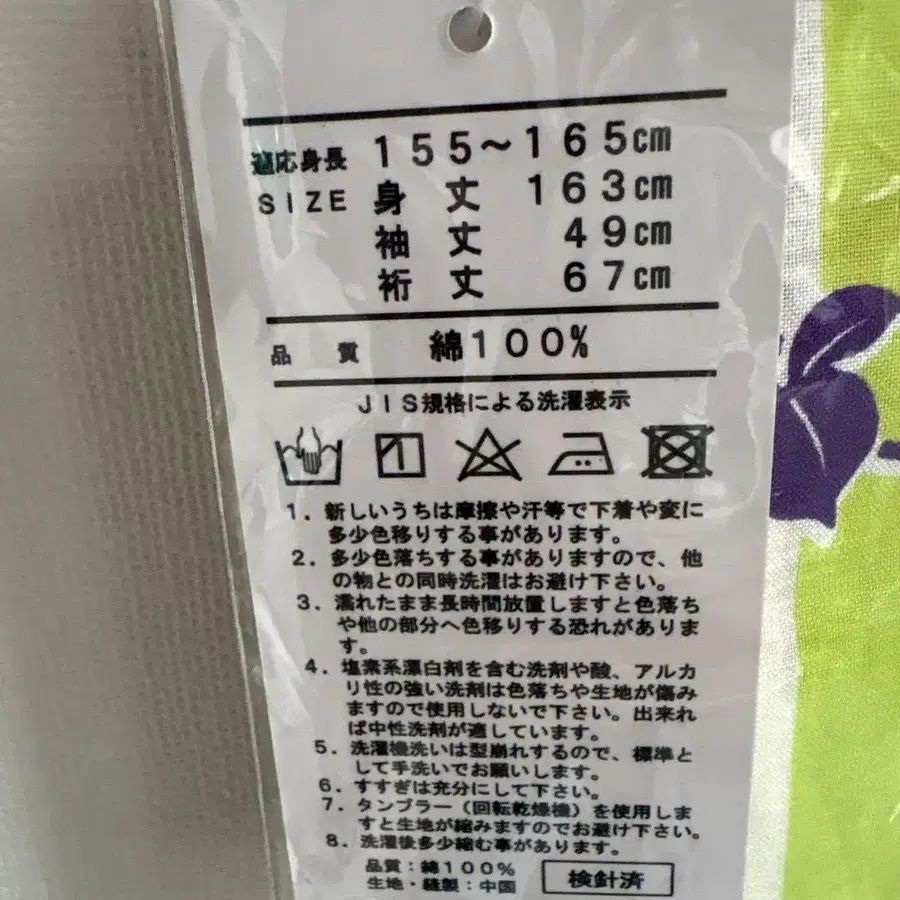 適応身長 155～165cm
SIZE 身丈 163cm
袖丈 49cm
裄丈 67cm
品質 綿100%
JIS規格による洗濯表示
1．新しいうちは摩擦や汗等で下着や変に
多少色移りする事があります。
2．多少色落ちする事がありますので、他
の物との同時洗濯はお避け下さい。
3．濡れたまま長時間放置しますと色落ち
や他の部分へ色移りする恐れがありま
す。
4．塩素系漂白剤を含む洗剤や酸、アルカ
リ性の強い洗剤は色落ちや生地が傷み
ますので使用しないで下さい。出来れ
ば中性洗剤が適しています。
5．洗濯機洗いは型崩れするので、標準と
して手洗いでお願いします。
6．すすぎは充分にして下さい。
7．タンブラー（回転乾燥機）を使用しま
すと生地が縮みますのでお避け下さい。
8．洗濯後多少縮む事があります。
品質：綿100%
生地・縫製：中国 検針済